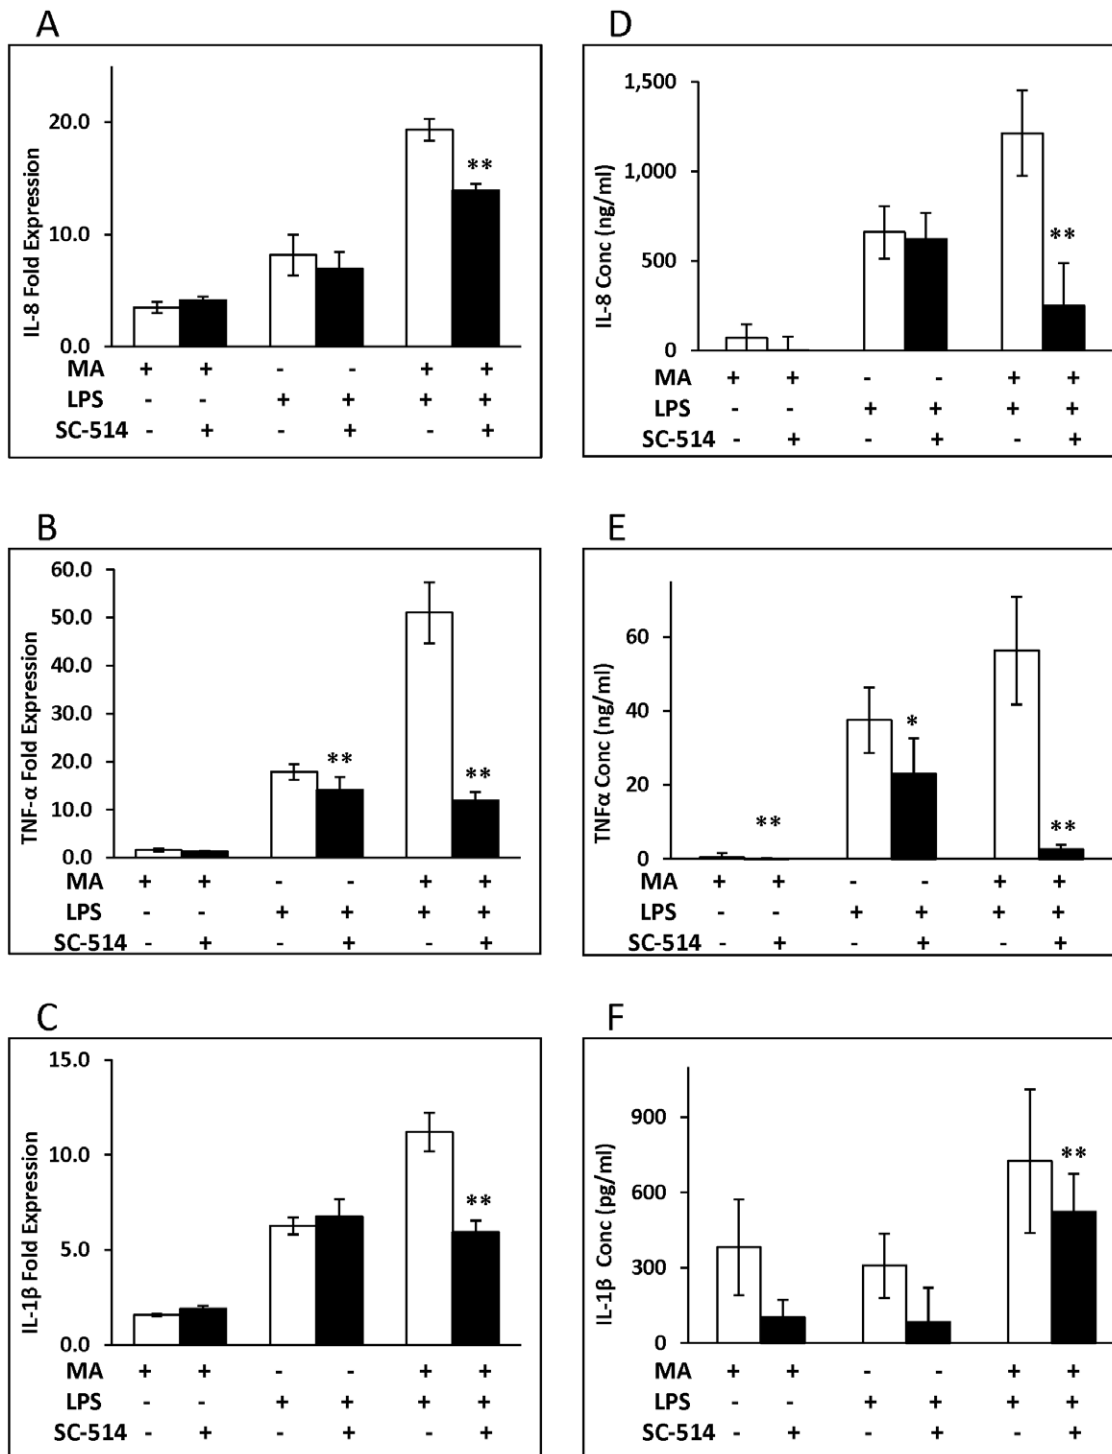 A
IL-8 Fold Expression
20.0
**
10.0
0.0
MA + + - - + +
LPS - - + + + +
SC-514 - + - + - +
D
IL-8 Conc (ng/ml)
1,500
1,000
**
500
0
MA + + - - + +
LPS - - + + + +
SC-514 - + - + - +
B
TNF-α Fold Expression
60.0
50.0
40.0
30.0
20.0
** **
10.0
0.0
MA + + - - + +
LPS - - + + + +
SC-514 - + - + - +
E
TNFα Conc (ng/ml)
60
40
*
20
** **
0
MA + + - - + +
LPS - - + + + +
SC-514 - + - + - +
C
IL-1β Fold Expression
15.0
10.0
**
5.0
0.0
MA + + - - + +
LPS - - + + + +
SC-514 - + - + - +
F
IL-1β Conc (pg/ml)
900
**
600
300
0
MA + + - - + +
LPS - - + + + +
SC-514 - + - + - +